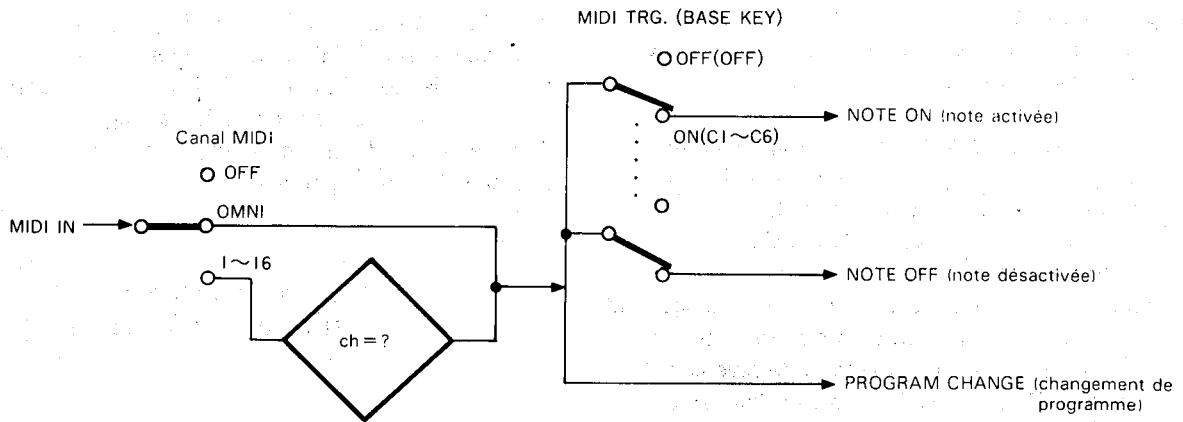 MIDI TRG. (BASE KEY)
OFF(OFF)
NOTE ON (note activée)
ON(C1～C6)
Canal MIDI
OFF
OMNI
MIDI IN
1～16
NOTE OFF (note désactivée)
ch = ?
PROGRAM CHANGE (changement de
programme)